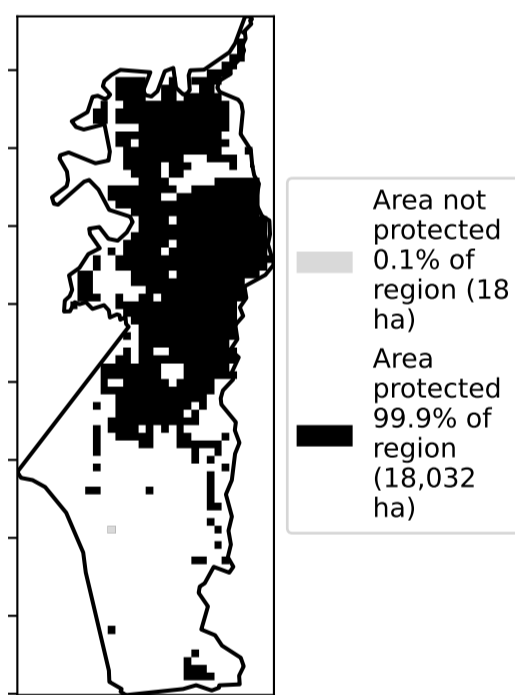 Area not
protected
0.1% of
region (18
ha)
Area
protected
99.9% of
region
(18,032
ha)